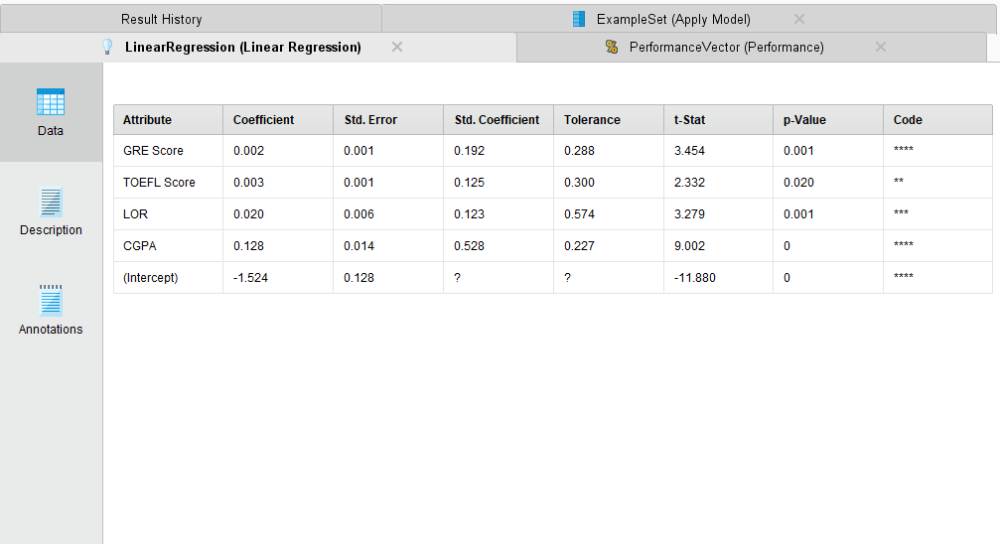 Result History
ExampleSet (Apply Model)
LinearRegression (Linear Regression)
PerformanceVector (Performance)
Data
Description
Annotations
Attribute Coefficient Std. Error Std. Coefficient Tolerance t-Stat p-Value Code
GRE Score 0.002 0.001 0.192 0.288 3.454 0.001 ****
TOEFL Score 0.003 0.001 0.125 0.300 2.332 0.020 **
LOR 0.020 0.006 0.123 0.574 3.279 0.001 ***
CGPA 0.128 0.014 0.528 0.227 9.002 0 ****
(Intercept) -1.524 0.128 ? ? -11.880 0 ****